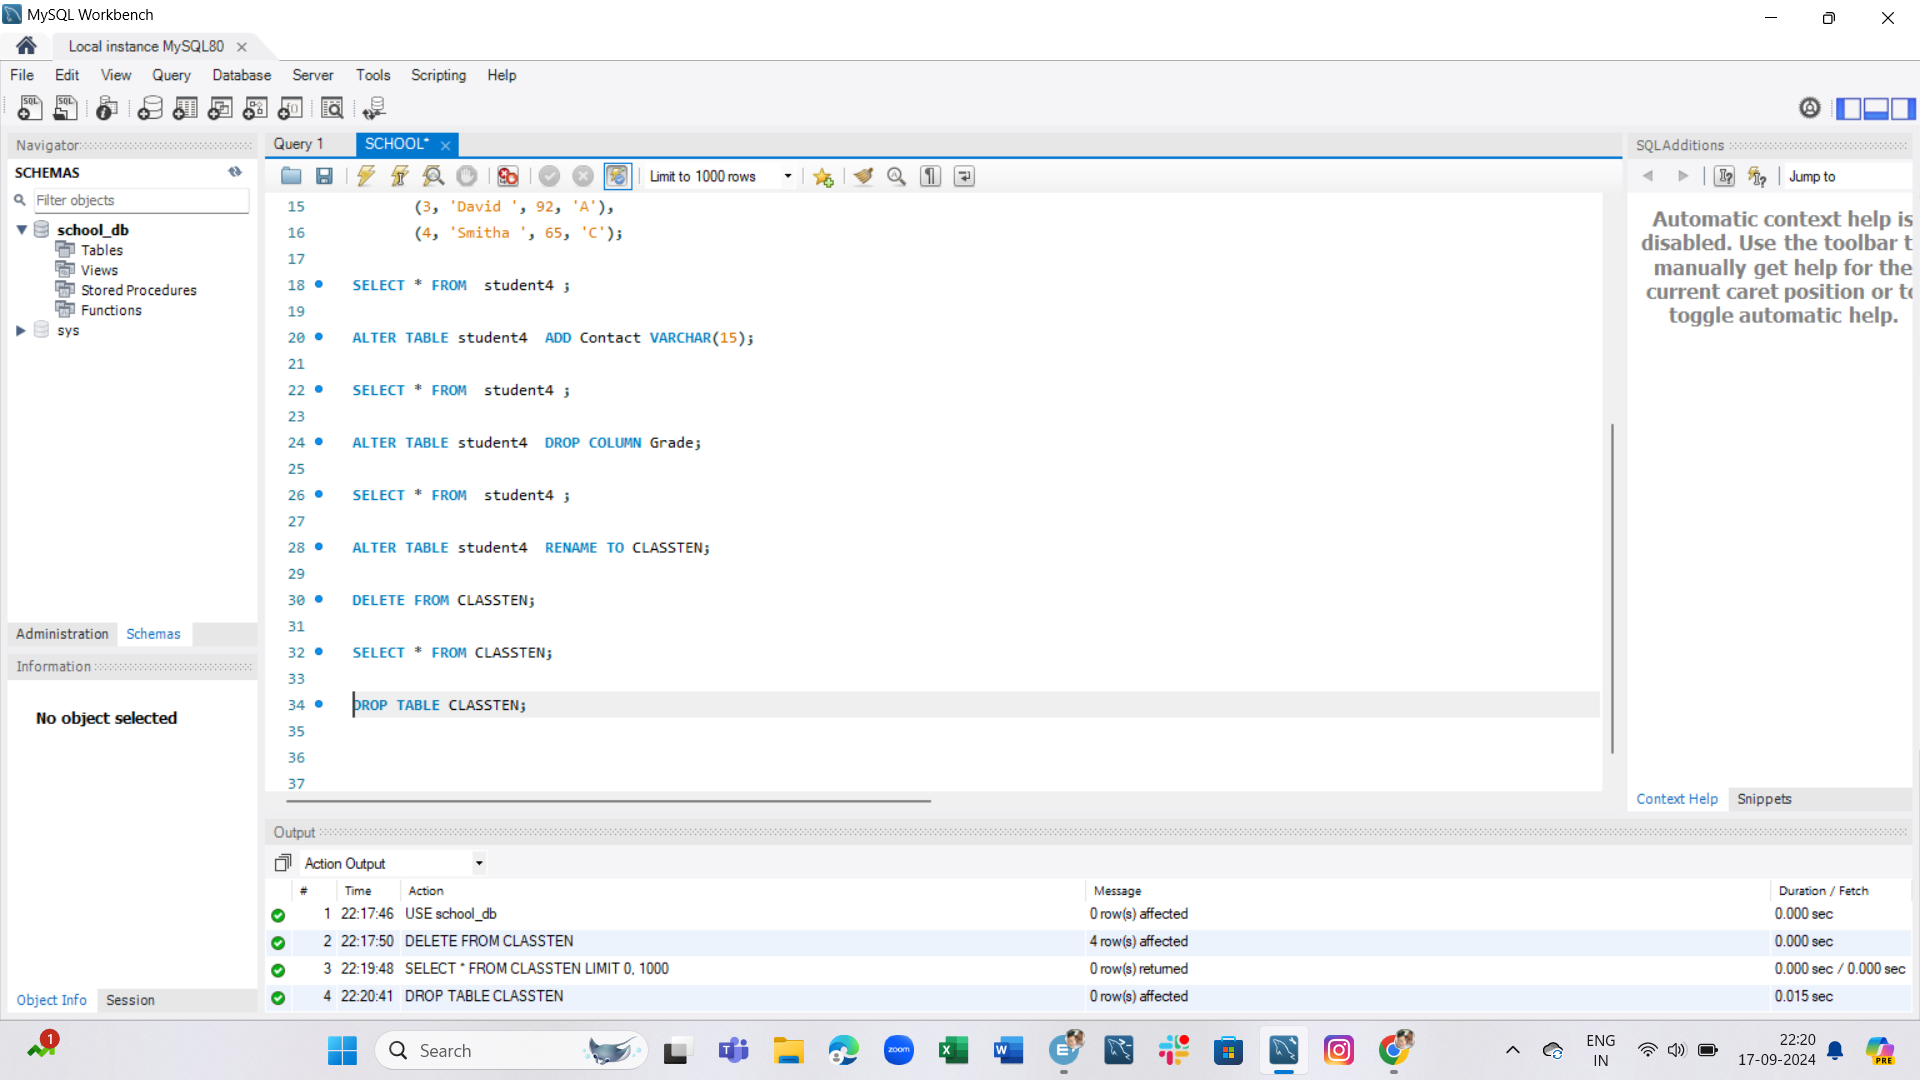 MySQL Workbench
Local instance MySQL80
File Edit View Query Database Server Tools Scripting Help
Navigator
SCHEMAS
Filter objects
school_db
Tables
Views
Stored Procedures
Functions
sys
Administration Schemas
Information
No object selected
Object Info Session
Query 1 SCHOOL*
Limit to 1000 rows
15 (3, 'David ', 92, 'A'),
16 (4, 'Smitha ', 65, 'C');
17
18 SELECT * FROM  student4 ;
19
20 ALTER TABLE student4  ADD Contact VARCHAR(15);
21
22 SELECT * FROM  student4 ;
23
24 ALTER TABLE student4  DROP COLUMN Grade;
25
26 SELECT * FROM  student4 ;
27
28 ALTER TABLE student4  RENAME TO CLASSTEN;
29
30 DELETE FROM CLASSTEN;
31
32 SELECT * FROM CLASSTEN;
33
34 DROP TABLE CLASSTEN;
35
36
37
SQLAdditions
Jump to
Automatic context help is
disabled. Use the toolbar t
manually get help for the
current caret position or to
toggle automatic help.
Context Help Snippets
Output
Action Output
# Time Action Message Duration / Fetch
1 22:17:46 USE school_db 0 row(s) affected 0.000 sec
2 22:17:50 DELETE FROM CLASSTEN 4 row(s) affected 0.000 sec
3 22:19:48 SELECT * FROM CLASSTEN LIMIT 0, 1000 0 row(s) returned 0.000 sec / 0.000 sec
4 22:20:41 DROP TABLE CLASSTEN 0 row(s) affected 0.015 sec
1
Search
zoom
ENG
IN
22:20
17-09-2024
PRE